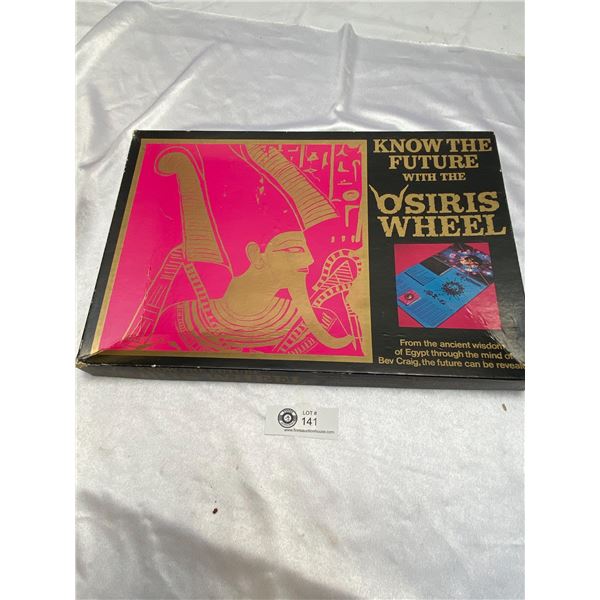 KNOW THE
FUTURE
WITH THE
OSIRIS
WHEEL
From the ancient wisdom
of Egypt through the mind of
Bev Craig, the future can be
LOT #
141